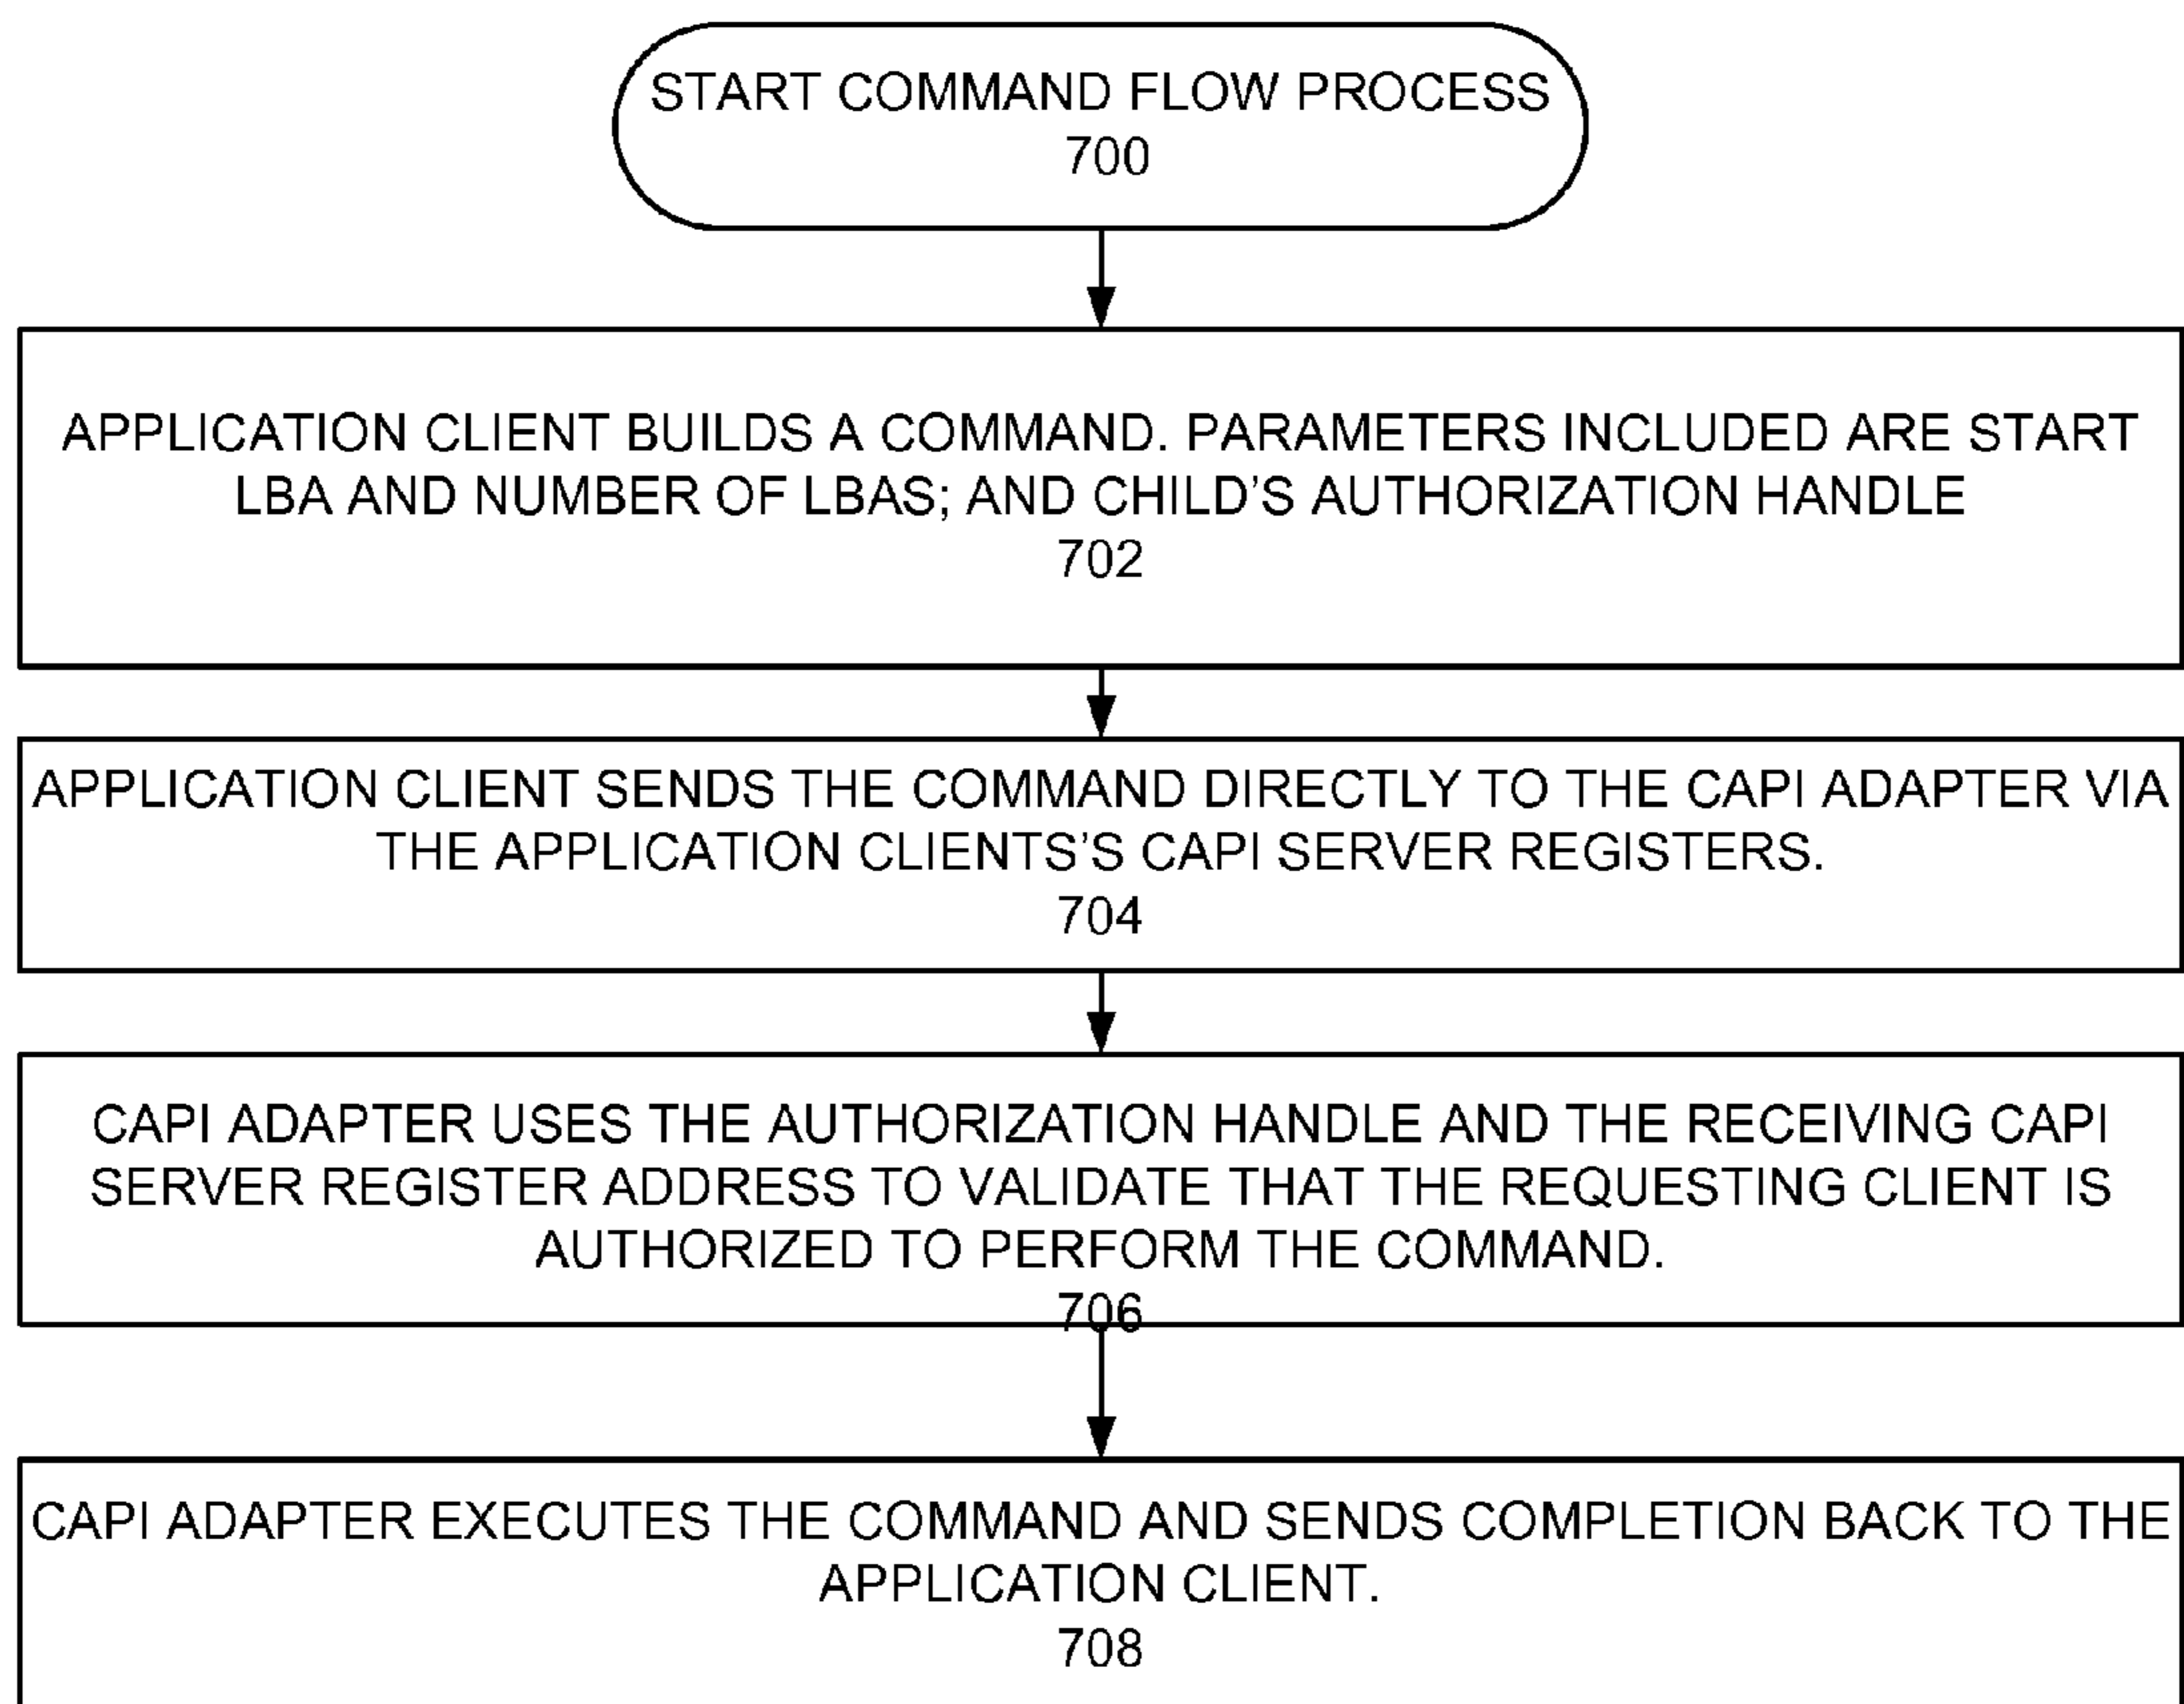 START COMMAND FLOW PROCESS
700
APPLICATION CLIENT BUILDS A COMMAND. PARAMETERS INCLUDED ARE START
LBA AND NUMBER OF LBAS; AND CHILD'S AUTHORIZATION HANDLE
702
APPLICATION CLIENT SENDS THE COMMAND DIRECTLY TO THE CAPI ADAPTER VIA
THE APPLICATION CLIENTS'S CAPI SERVER REGISTERS.
704
CAPI ADAPTER USES THE AUTHORIZATION HANDLE AND THE RECEIVING CAPI
SERVER REGISTER ADDRESS TO VALIDATE THAT THE REQUESTING CLIENT IS
AUTHORIZED TO PERFORM THE COMMAND.
706
CAPI ADAPTER EXECUTES THE COMMAND AND SENDS COMPLETION BACK TO THE
APPLICATION CLIENT.
708